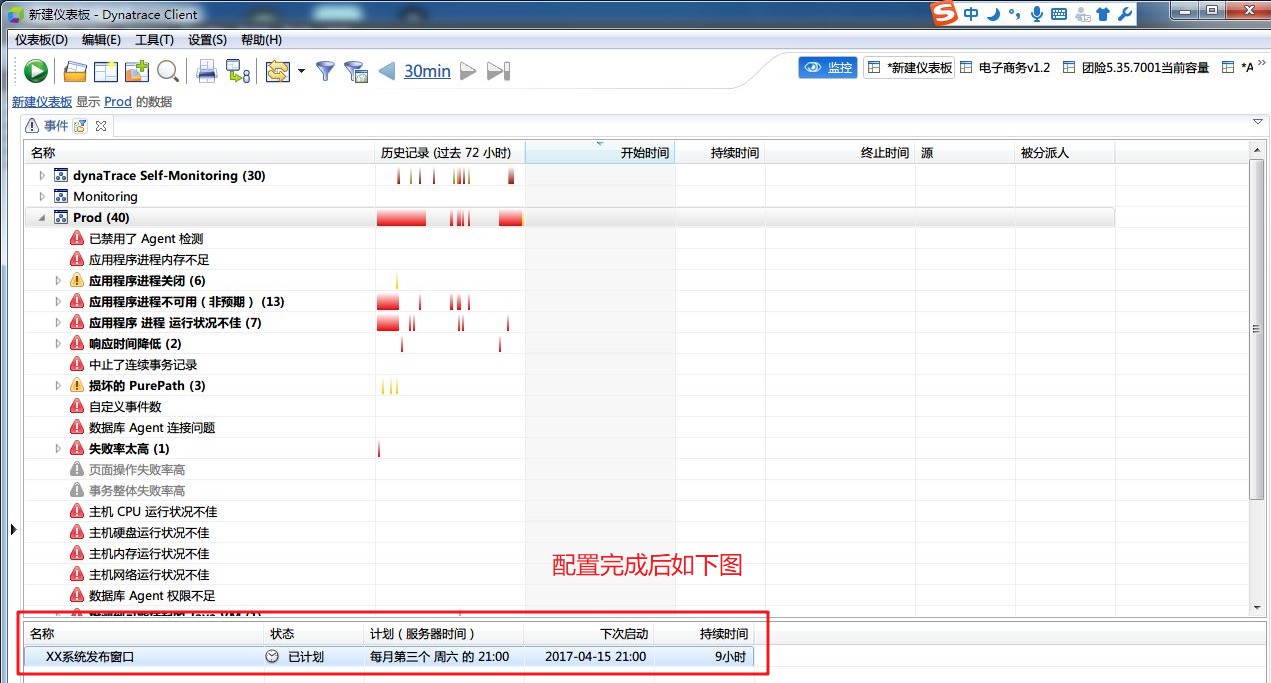 新建仪表板 - Dynatrace Client
中
仪表板(D) 编辑(E) 工具(T) 设置(S) 帮助(H)
30min
监控 *新建仪表板 电子商务v1.2 团险5.35.7001当前容量 *A
新建仪表板 显示 Prod 的数据
事件
名称 历史记录 (过去 72 小时) 开始时间 持续时间 终止时间 源 被分派人
dynaTrace Self-Monitoring (30)
Monitoring
Prod (40)
已禁用了 Agent 检测
应用程序进程内存不足
应用程序进程关闭 (6)
应用程序进程不可用 ( 非预期 ) (13)
应用程序 进程 运行状况不佳 (7)
响应时间降低 (2)
中止了连续事务记录
损坏的 PurePath (3)
自定义事件数
数据库 Agent 连接问题
失败率太高 (1)
页面操作失败率高
事务整体失败率高
主机 CPU 运行状况不佳
主机硬盘运行状况不佳
主机内存运行状况不佳
配置完成后如下图
主机网络运行状况不佳
数据库 Agent 权限不足
名称 状态 计划 ( 服务器时间 ) 下次启动 持续时间
XX系统发布窗口 已计划 每月第三个 周六 的 21:00 2017-04-15 21:00 9小时